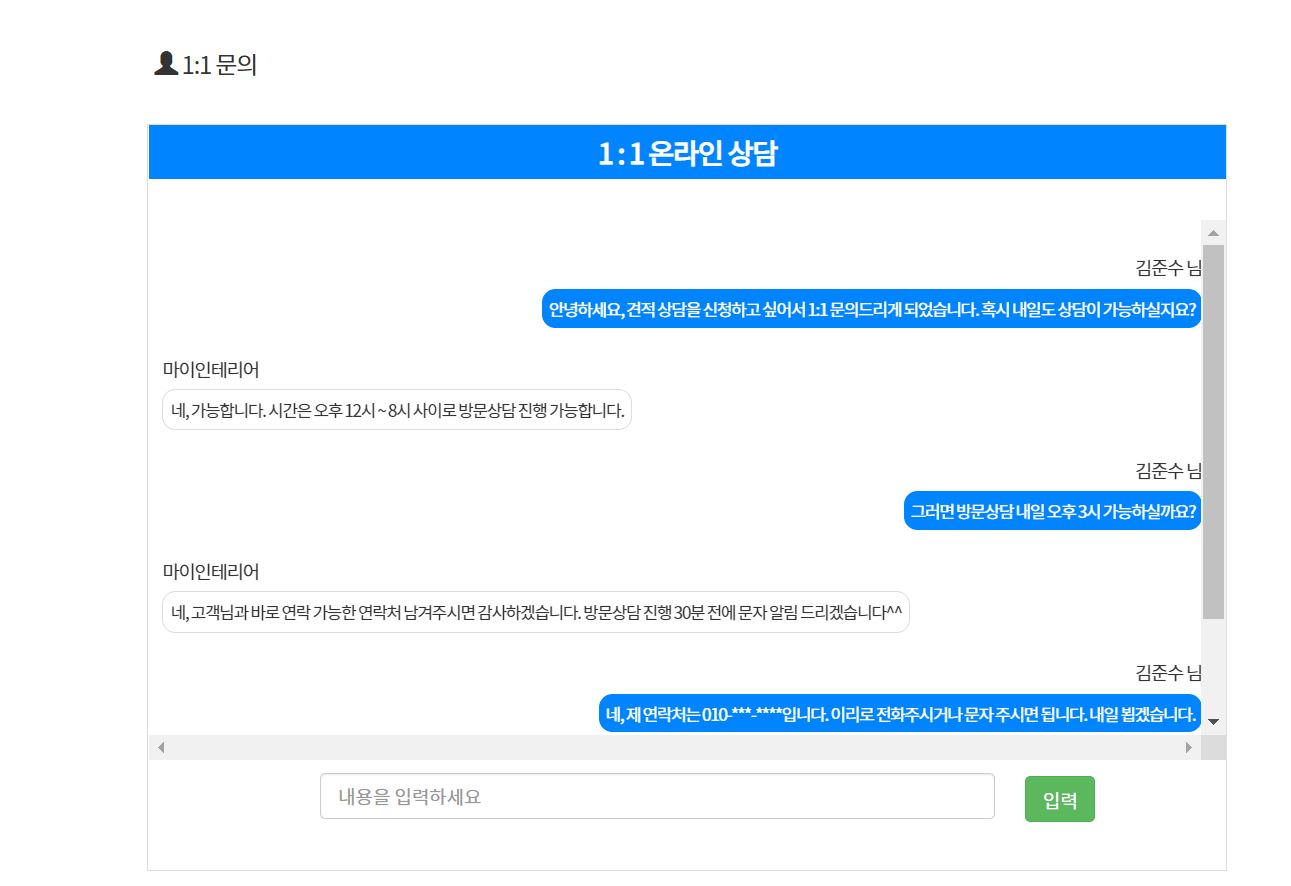 1:1 문의
1 : 1 온라인 상담
김준수 님
안녕하세요, 견적 상담을 신청하고 싶어서 1:1 문의드리게 되었습니다. 혹시 내일도 상담이 가능하실지요?
마이인테리어
네, 가능합니다. 시간은 오후 12시 ~ 8시 사이로 방문상담 진행 가능합니다.
김준수 님
그러면 방문상담 내일 오후 3시 가능하실까요?
마이인테리어
네, 고객님과 바로 연락 가능한 연락처 남겨주시면 감사하겠습니다. 방문상담 진행 30분 전에 문자 알림 드리겠습니다^^
김준수 님
네, 제 연락처는 010-***-****입니다. 이리로 전화주시거나 문자 주시면 됩니다. 내일 뵙겠습니다.
내용을 입력하세요
입력